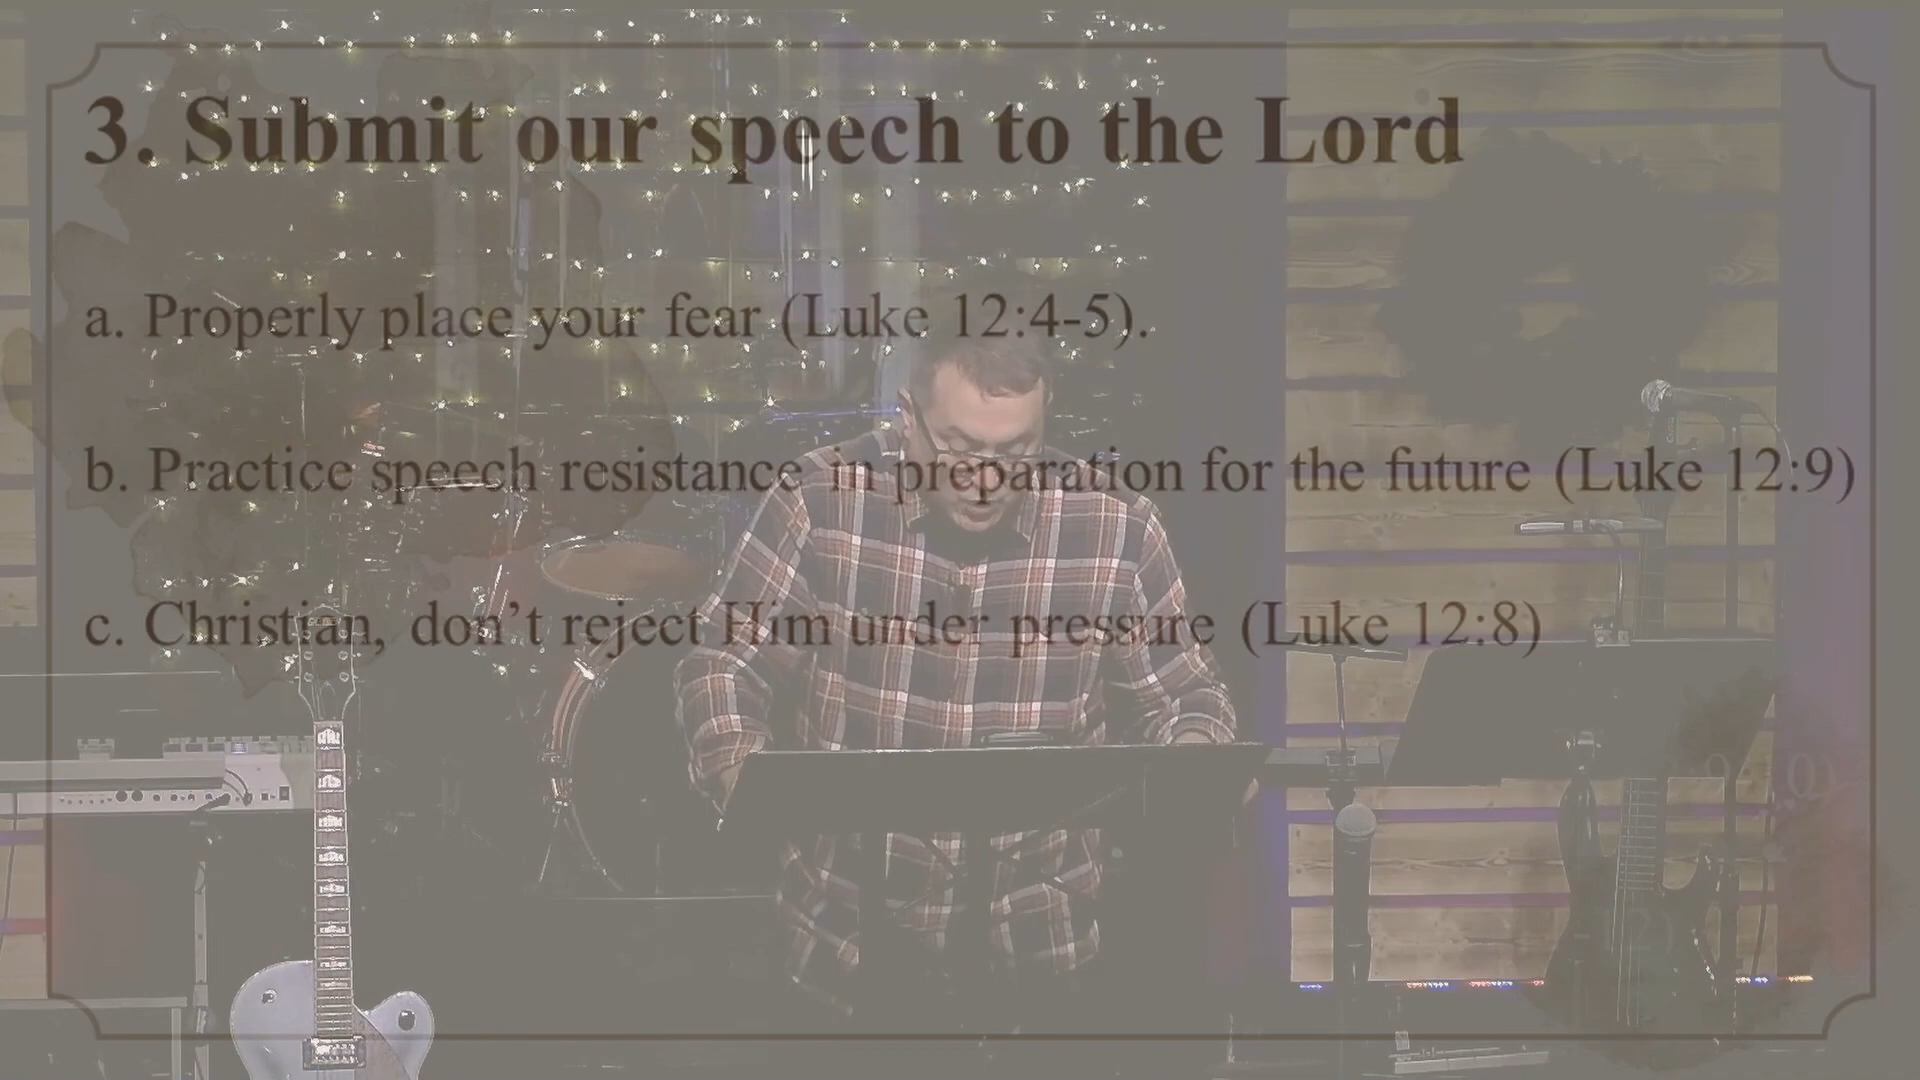 3. Submit our speech to the Lord
a. Properly place your fear (Luke 12:4-5).
b. Practice speech resistance in preparation for the future (Luke 12:9)
c. Christian, don’t reject Him under pressure (Luke 12:8)